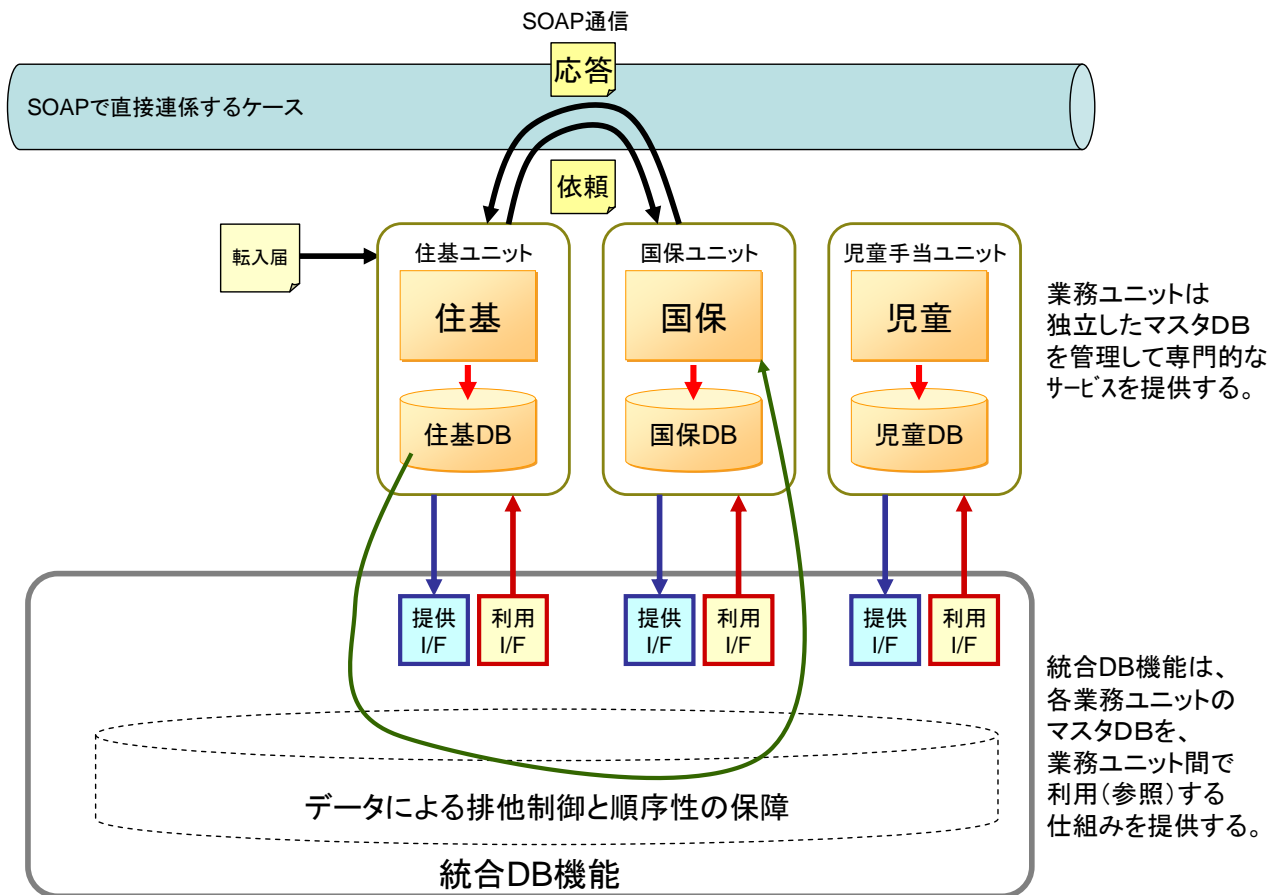 SOAP通信
応答
SOAPで直接連係するケース
依頼
転入届
住基ユニット
国保ユニット
児童手当ユニット
住基
国保
児童
住基DB
国保DB
児童DB
業務ユニットは
独立したマスタDB
を管理して専門的な
サービスを提供する。
提供
I/F
利用
I/F
提供
I/F
利用
I/F
提供
I/F
利用
I/F
統合DB機能は、
各業務ユニットの
マスタDBを、
業務ユニット間で
利用(参照)する
仕組みを提供する。
データによる排他制御と順序性の保障
統合DB機能